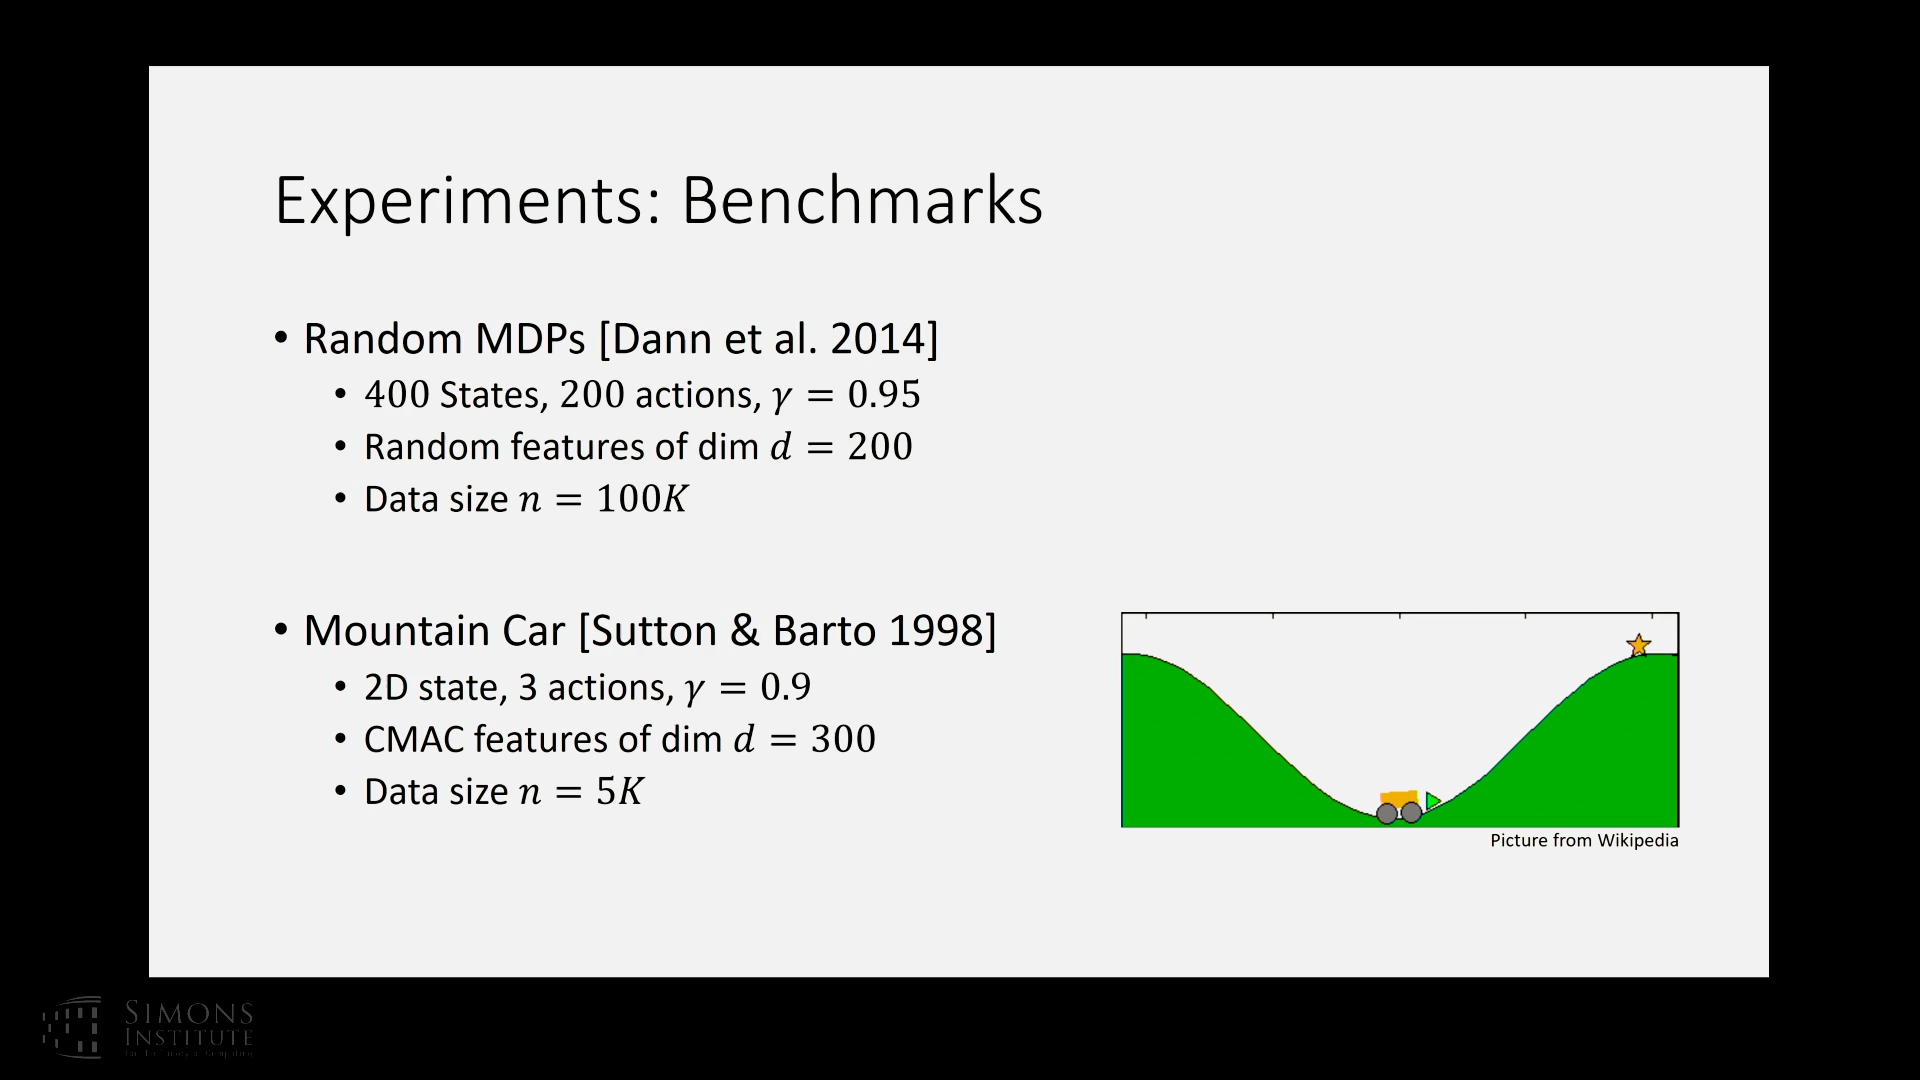 Experiments: Benchmarks
• Random MDPs [Dann et al. 2014]
• 400 States, 200 actions, γ = 0.95
• Random features of dim d = 200
• Data size n = 100K
• Mountain Car [Sutton & Barto 1998]
• 2D state, 3 actions, γ = 0.9
• CMAC features of dim d = 300
• Data size n = 5K
Picture from Wikipedia
SIMONS
INSTITUTE